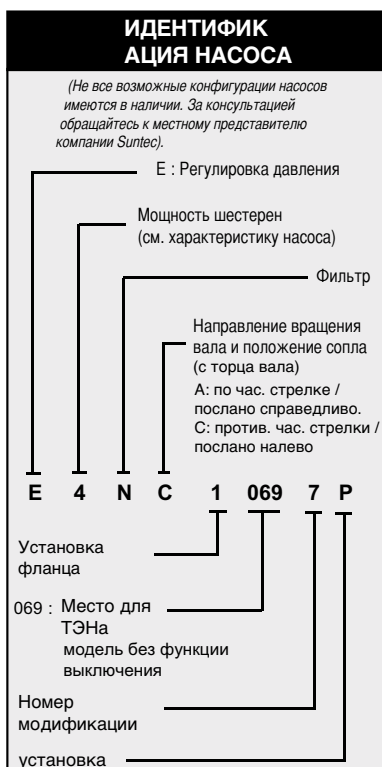 ИДЕНТИФИК
АЦИЯ НАСОСА
(Не все возможные конфигурации насосов
имеются в наличии. За консультацией
обращайтесь к местному представителю
компании Suntec).
E : Регулировка давления
Мощность шестерен
(см. характеристику насоса)
Фильтр
Направление вращения
вала и положение сопла
(с торца вала)
А: по час. стрелке /
послано справедливо.
С: против. час. стрелки /
послано налево
E 4 N C 1 069 7 P
Установка
фланца
069 : Место для
ТЭНа
модель без функции
выключения
Номер
модификации
установка